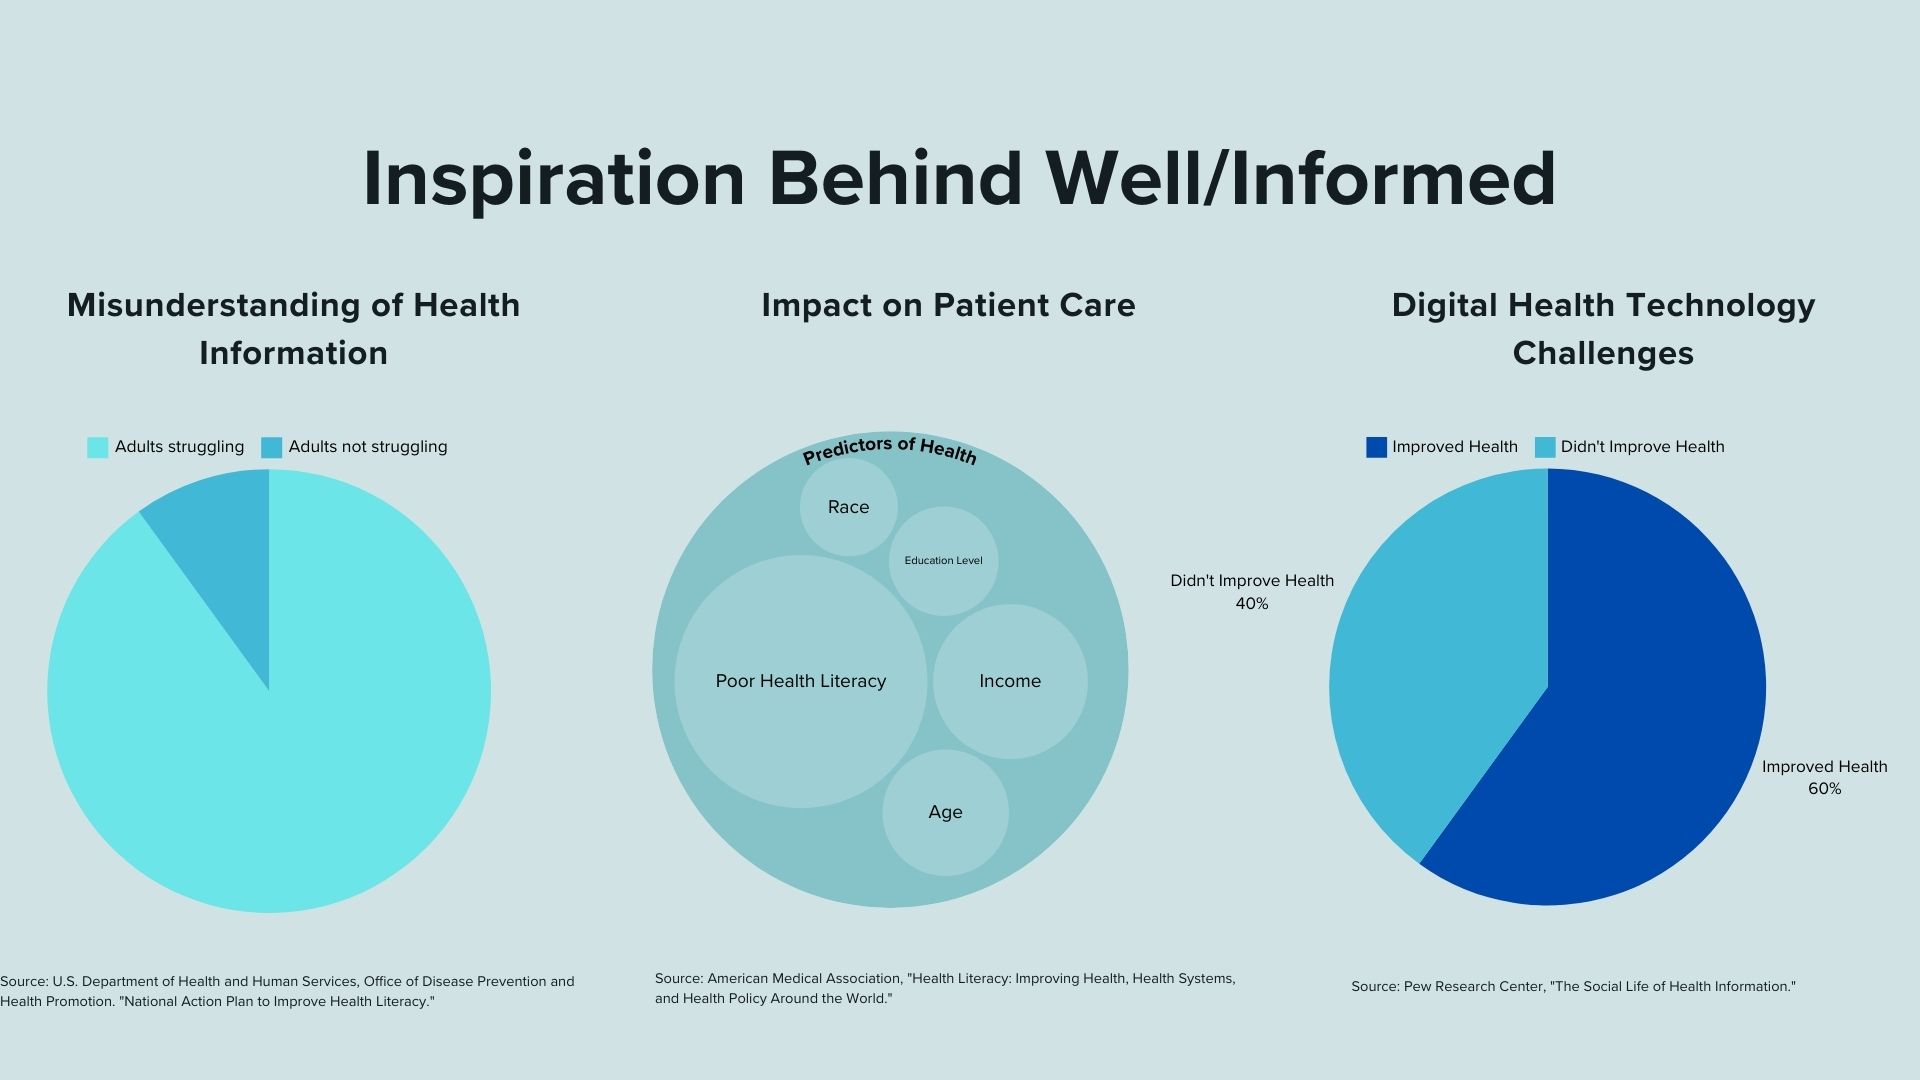 Inspiration Behind Well/Informed
Misunderstanding of Health
Information
Adults struggling
Adults not struggling
Source: U.S. Department of Health and Human Services, Office of Disease Prevention and
Health Promotion. "National Action Plan to Improve Health Literacy."
Impact on Patient Care
Predictors of Health
Race
Education Level
Poor Health Literacy
Income
Age
Source: American Medical Association, "Health Literacy: Improving Health, Health Systems,
and Health Policy Around the World."
Digital Health Technology
Challenges
Improved Health
Didn't Improve Health
Didn't Improve Health
40%
Improved Health
60%
Source: Pew Research Center, "The Social Life of Health Information."